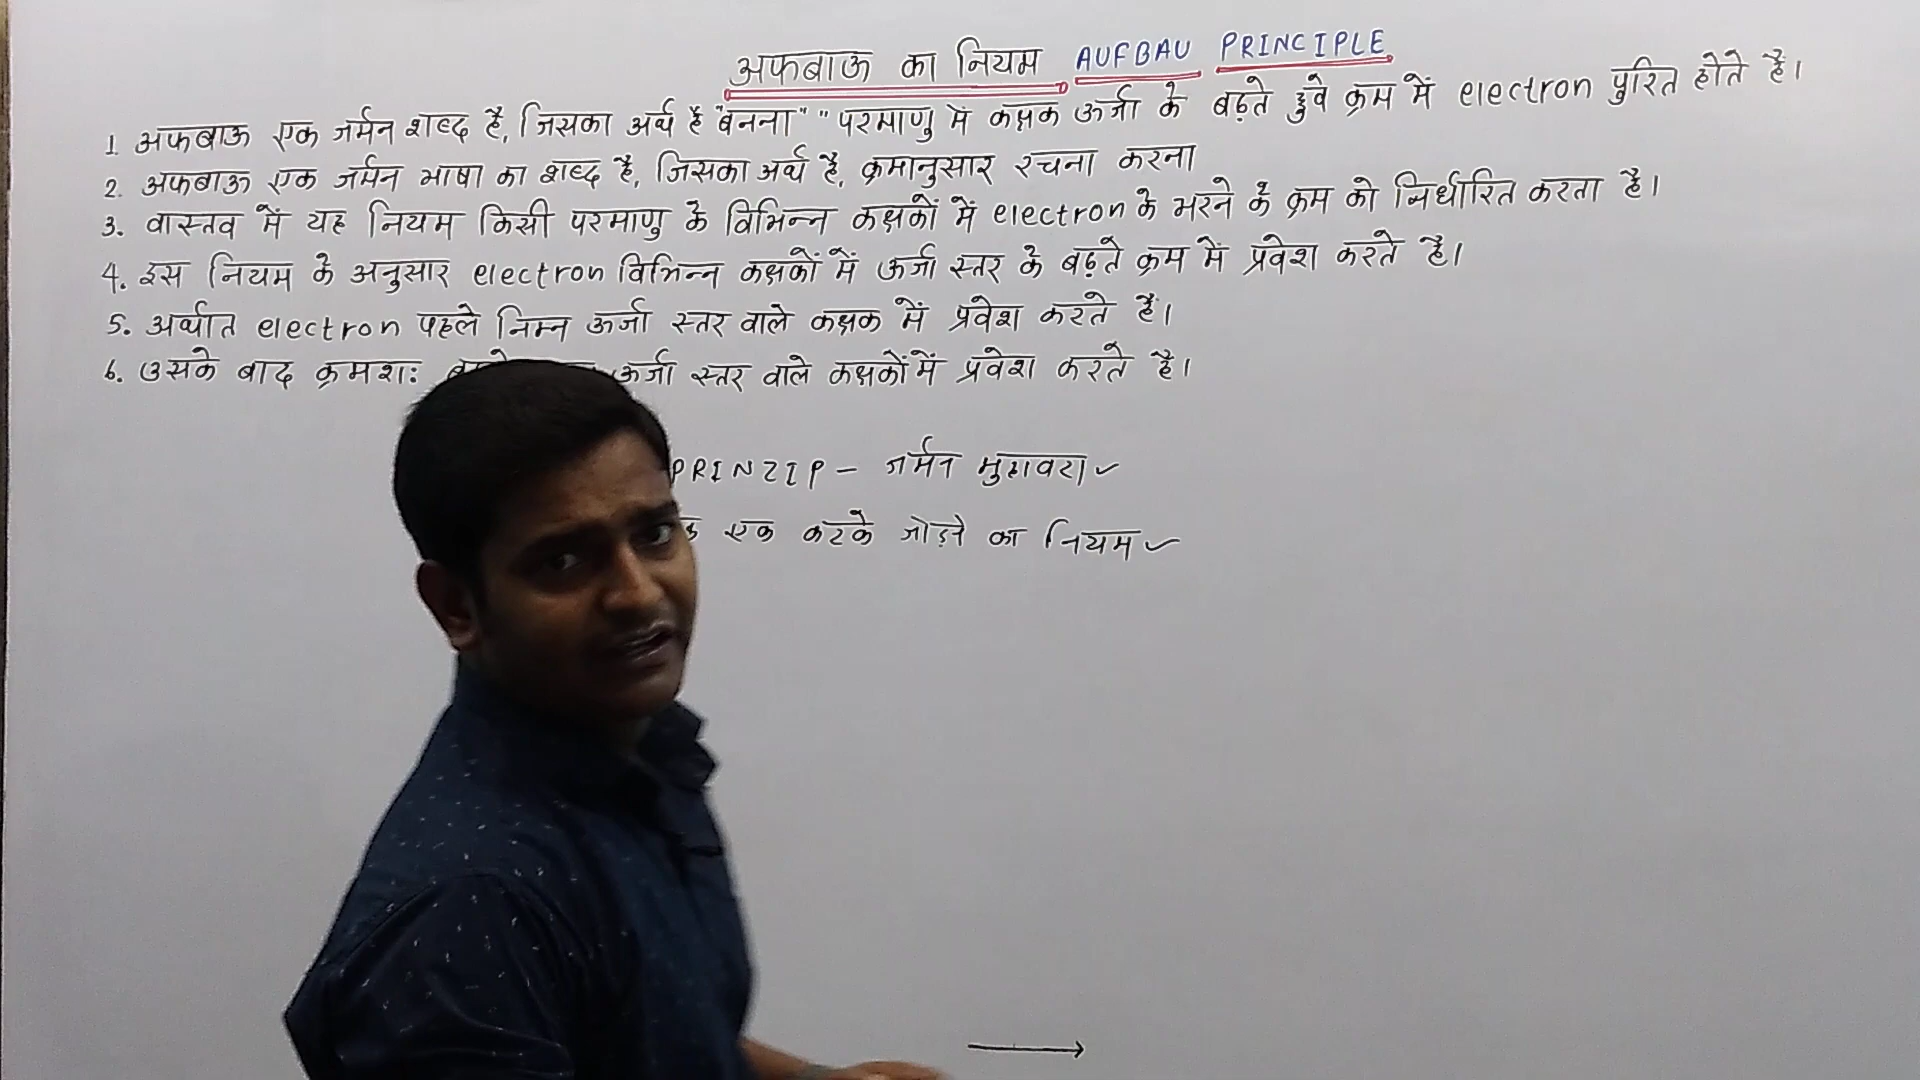 अफबाऊ का नियम AUFBAU PRINCIPLE
1 अफबाऊ एक जर्मन शब्द है, जिसका अर्थ है "बनना" "परमाणु में कक्षक ऊर्जा के बढ़ते हुवे क्रम में electron पुरित होते है।
2. अफबाऊ एक जर्मन भाषा का शब्द है, जिसका अर्थ है, क्रमानुसार रचना करना
3. वास्तव में यह नियम किसी परमाणु के विभिन्न कक्षकों में electron के भरने के क्रम को निर्धारित करता है।
4. इस नियम के अनुसार electron विभिन्न कक्षकों में ऊर्जा स्तर के बढ़ते क्रम में प्रवेश करते है।
5. अर्थात electron पहले निम्न ऊर्जा स्तर वाले कक्षक में प्रवेश करते हैं।
6. उसके बाद क्रमशः ऊर्जा स्तर वाले कक्षकों में प्रवेश करते है।
PRINZIP - जर्मन मुहावरा ✓
एक करके जोड़ने का नियम ✓